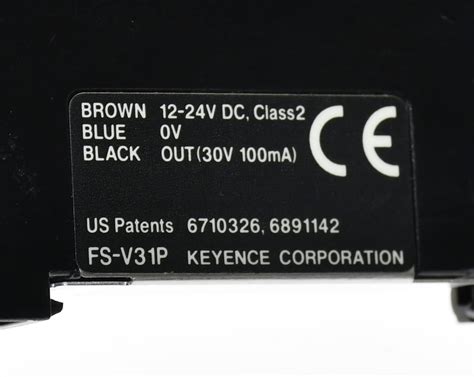 BROWN 12-24V DC, Class2
BLUE 0V
BLACK OUT (30V 100mA)
CE
US Patents 6710326, 6891142
FS-V31P KEYENCE CORPORATION